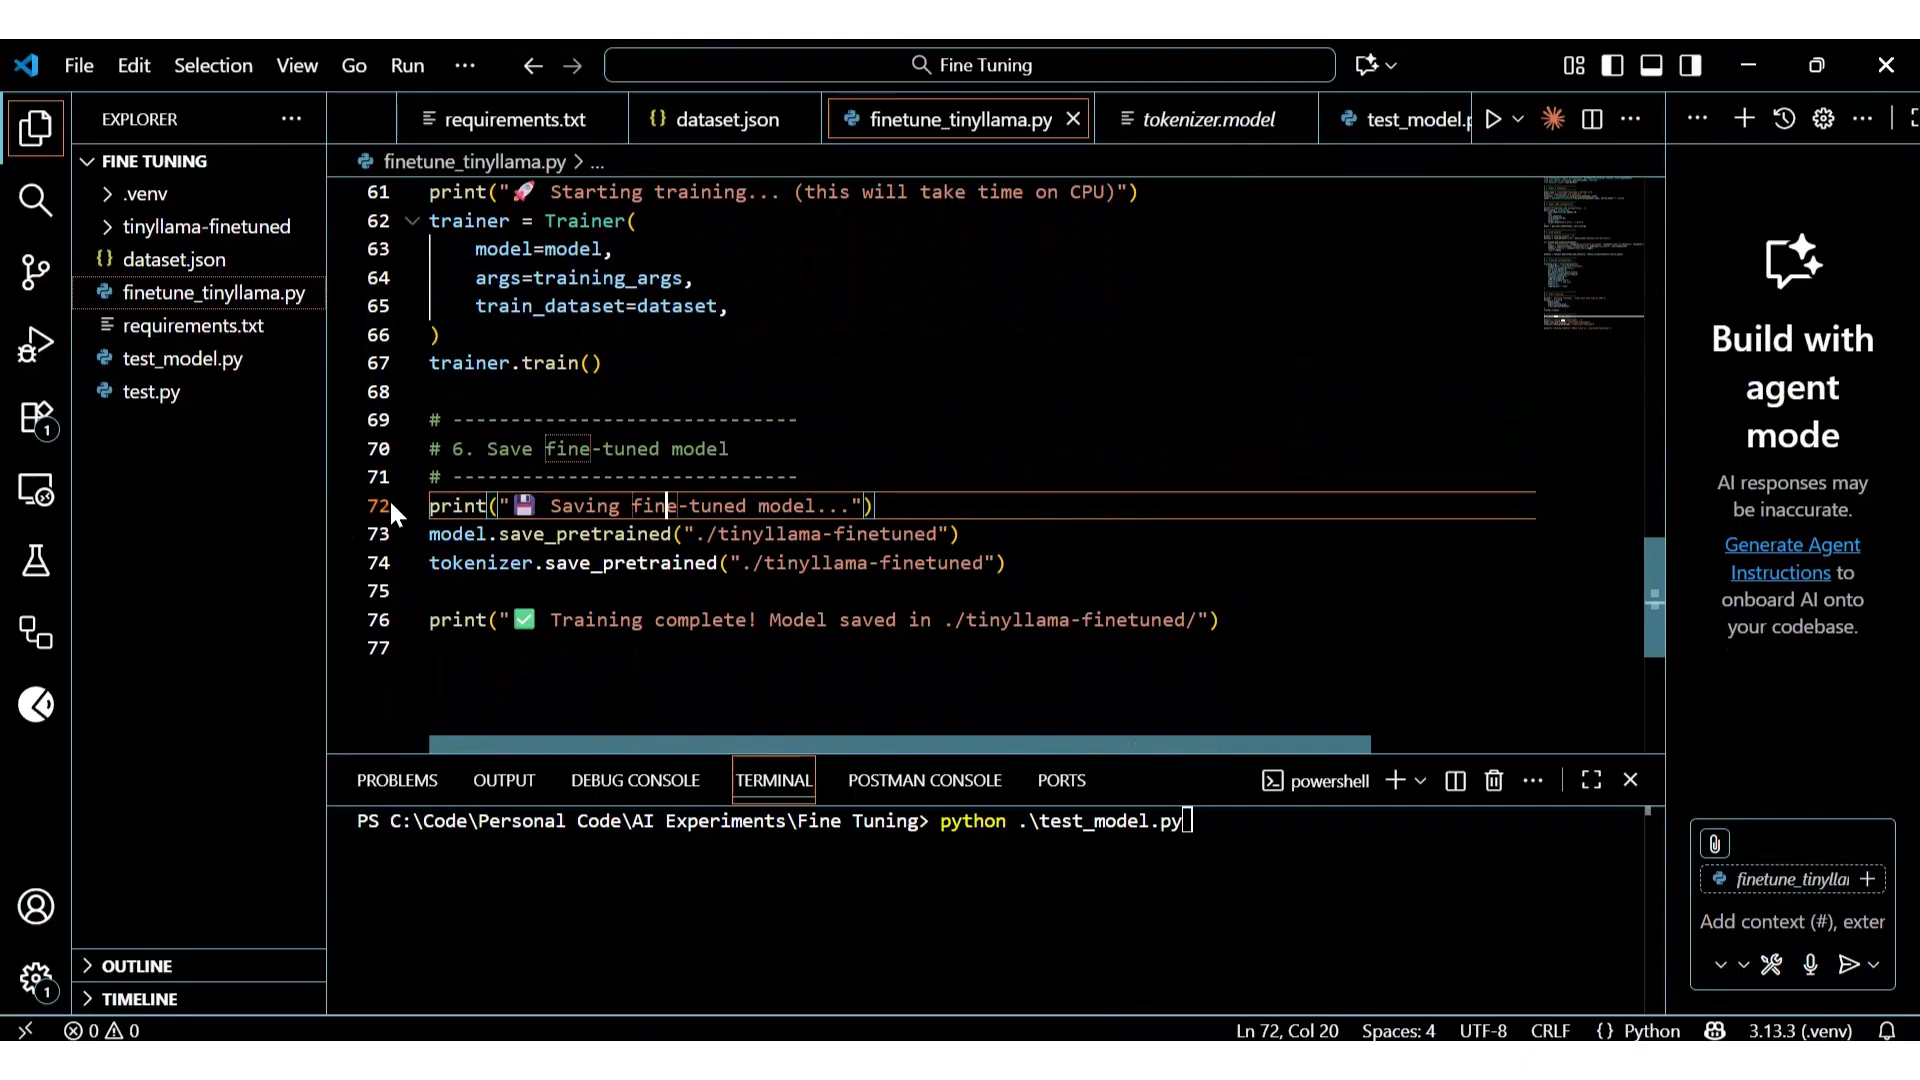 File Edit Selection View Go Run ... Fine Tuning
EXPLORER ...
requirements.txt {} dataset.json finetune_tinyllama.py tokenizer.model test_model.p
finetune_tinyllama.py > ...
FINE TUNING
.venv
tinyllama-finetuned
{} dataset.json
finetune_tinyllama.py
requirements.txt
test_model.py
test.py
OUTLINE
TIMELINE
61 print("🚀 Starting training... (this will take time on CPU)")
62 trainer = Trainer(
63 model=model,
64 args=training_args,
65 train_dataset=dataset,
66 )
67 trainer.train()
68
69 # ------------------------------
70 # 6. Save fine-tuned model
71 # ------------------------------
72 print("💾 Saving fine-tuned model...")
73 model.save_pretrained("./tinyllama-finetuned")
74 tokenizer.save_pretrained("./tinyllama-finetuned")
75
76 print("✅ Training complete! Model saved in ./tinyllama-finetuned/")
77
PROBLEMS OUTPUT DEBUG CONSOLE TERMINAL POSTMAN CONSOLE PORTS powershell
PS C:\Code\Personal Code\AI Experiments\Fine Tuning> python .\test_model.py
Build with
agent
mode
AI responses may
be inaccurate.
Generate Agent
Instructions to
onboard AI onto
your codebase.
finetune_tinyllar
Add context (#), exter
1
1
0 0 Ln 72, Col 20 Spaces: 4 UTF-8 CRLF {} Python 3.13.3 (.venv)